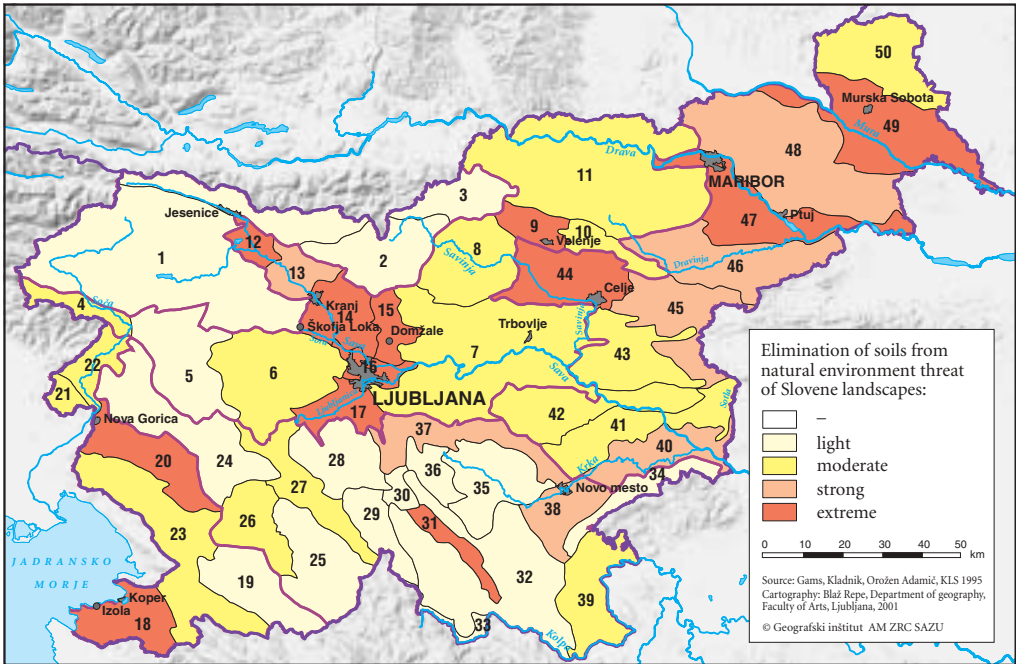 50
Murska Sobota
49
Mura
48
Drava
11
MARIBOR
3
Jesenice
47
Ptuj
9
10
Velenje
12
1
2
8
Savinja
44
Dravinja
46
13
4
Soča
Kranj
14
15
Celje
45
Škofja Loka
Domžale
Trbovlje
Savinja
Sora
Sava
7
43
22
5
6
16
Sava
21
LJUBLJANA
Ljubljanica
17
42
41
Sotla
Nova Gorica
37
40
20
24
28
36
Krka
34
27
35
Novo mesto
30
29
38
26
31
23
25
32
JADRANSKO
MORJE
19
39
Koper
Izola
18
33
Kolpa
Elimination of soils from
natural environment threat
of Slovene landscapes:
–
light
moderate
strong
extreme
0 10 20 30 40 50
km
Source: Gams, Kladnik, Orožen Adamič, KLS 1995
Cartography: Blaž Repe, Department of geography,
Faculty of Arts, Ljubljana, 2001
© Geografski inštitut AM ZRC SAZU